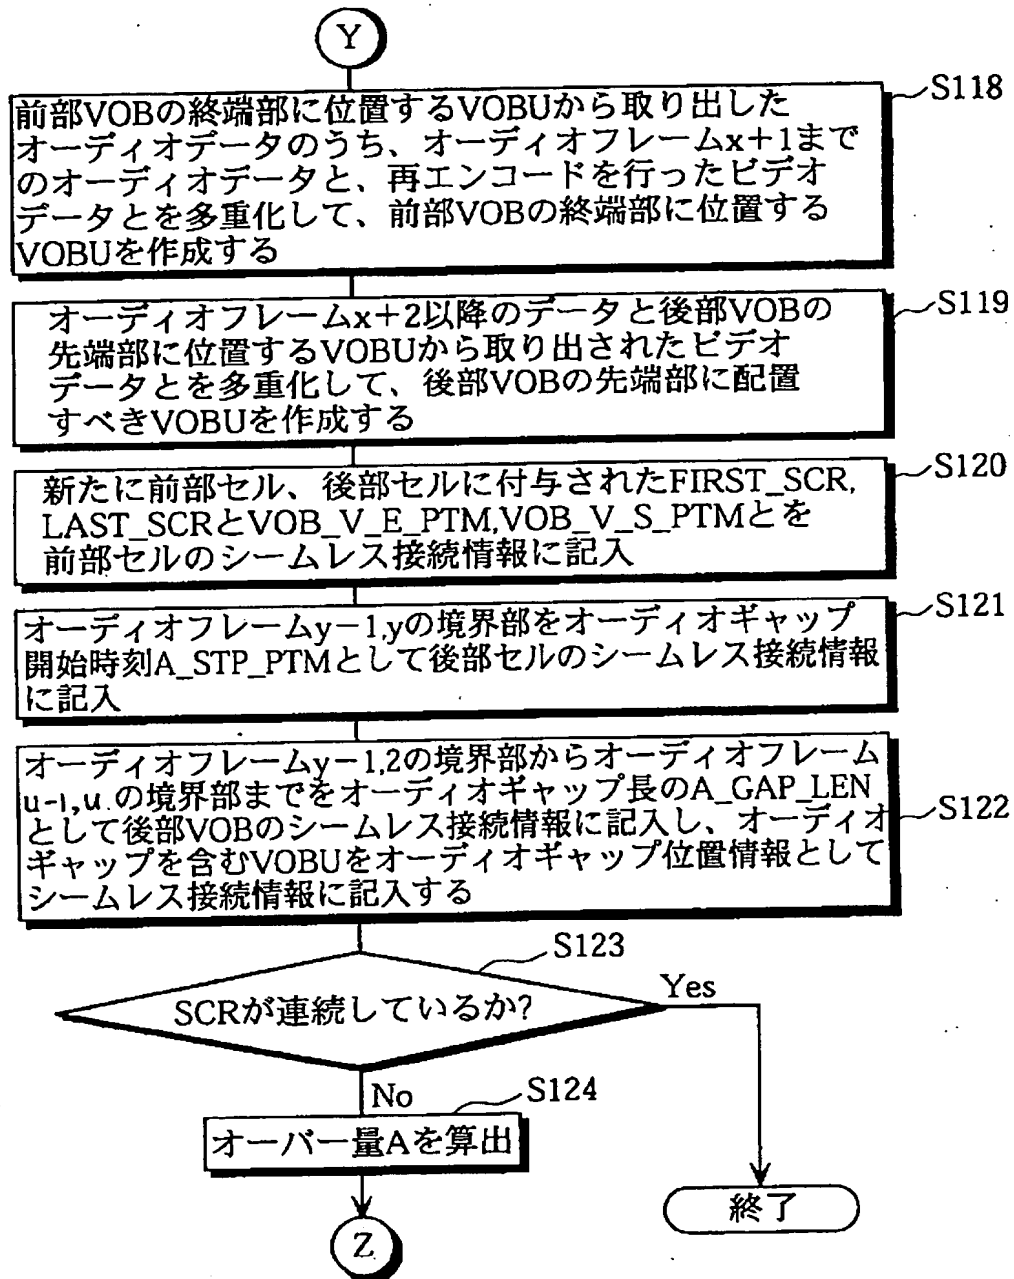 Y
S118
前部VOBの終端部に位置するVOBUから取り出した
オーディオデータのうち、オーディオフレームx+1まで
のオーディオデータと、再エンコードを行ったビデオ
データとを多重化して、前部VOBの終端部に位置する
VOBUを作成する
S119
オーディオフレームx+2以降のデータと後部VOBの
先端部に位置するVOBUから取り出されたビデオ
データとを多重化して、後部VOBの先端部に配置
すべきVOBUを作成する
S120
新たに前部セル、後部セルに付与されたFIRST_SCR,
LAST_SCRとVOB_V_E_PTM,VOB_V_S_PTMとを
前部セルのシームレス接続情報に記入
S121
オーディオフレームy-1,yの境界部をオーディオギャップ
開始時刻A_STP_PTMとして後部セルのシームレス接続情報
に記入
S122
オーディオフレームy-1,2の境界部からオーディオフレーム
u-1,u.の境界部までをオーディオギャップ長のA_GAP_LEN
として後部VOBのシームレス接続情報に記入し、オーディオ
ギャップを含むVOBUをオーディオギャップ位置情報として
シームレス接続情報に記入する
S123
SCRが連続しているか?
Yes
No
S124
オーバー量Aを算出
終了
Z